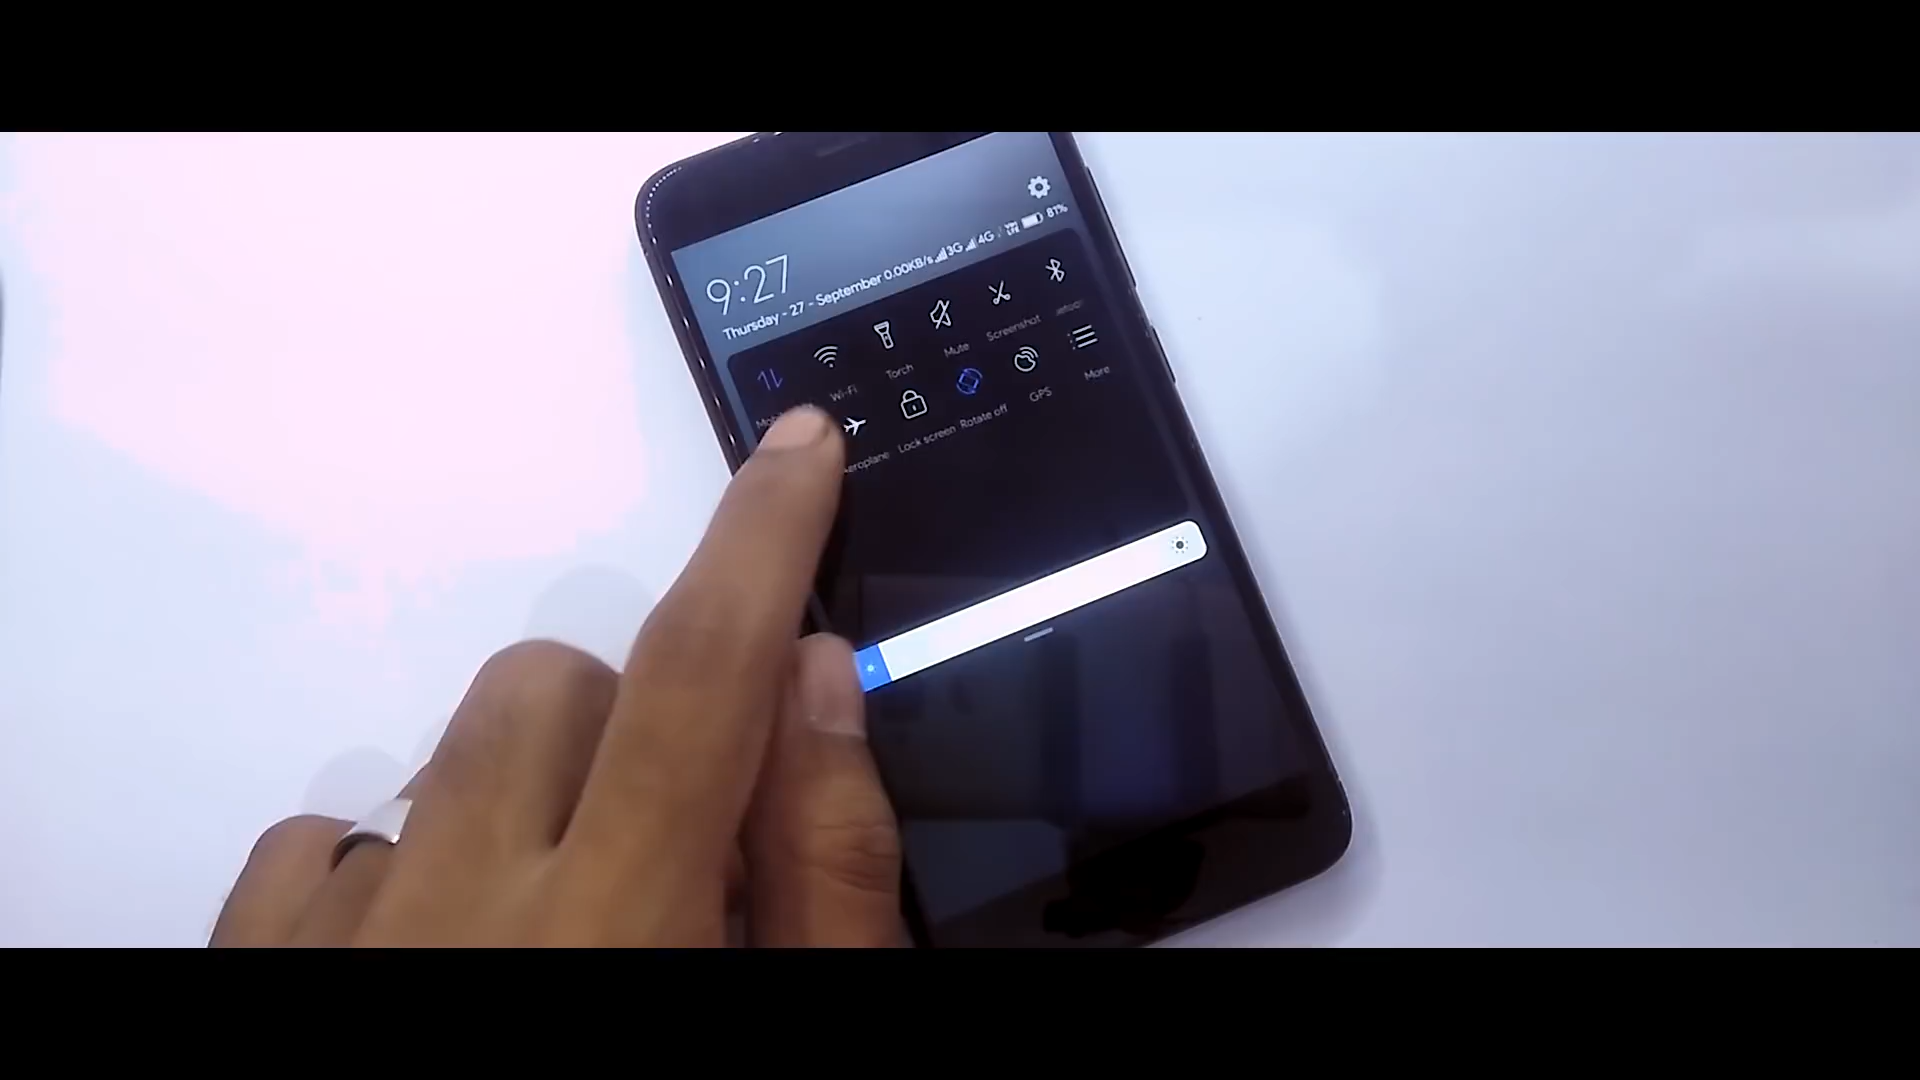 9:27
Thursday - 27 - September 0.00KB/s 3G 4G 81%
Wi-Fi Torch Mute Screenshot
Lock screen Rotate off GPS More